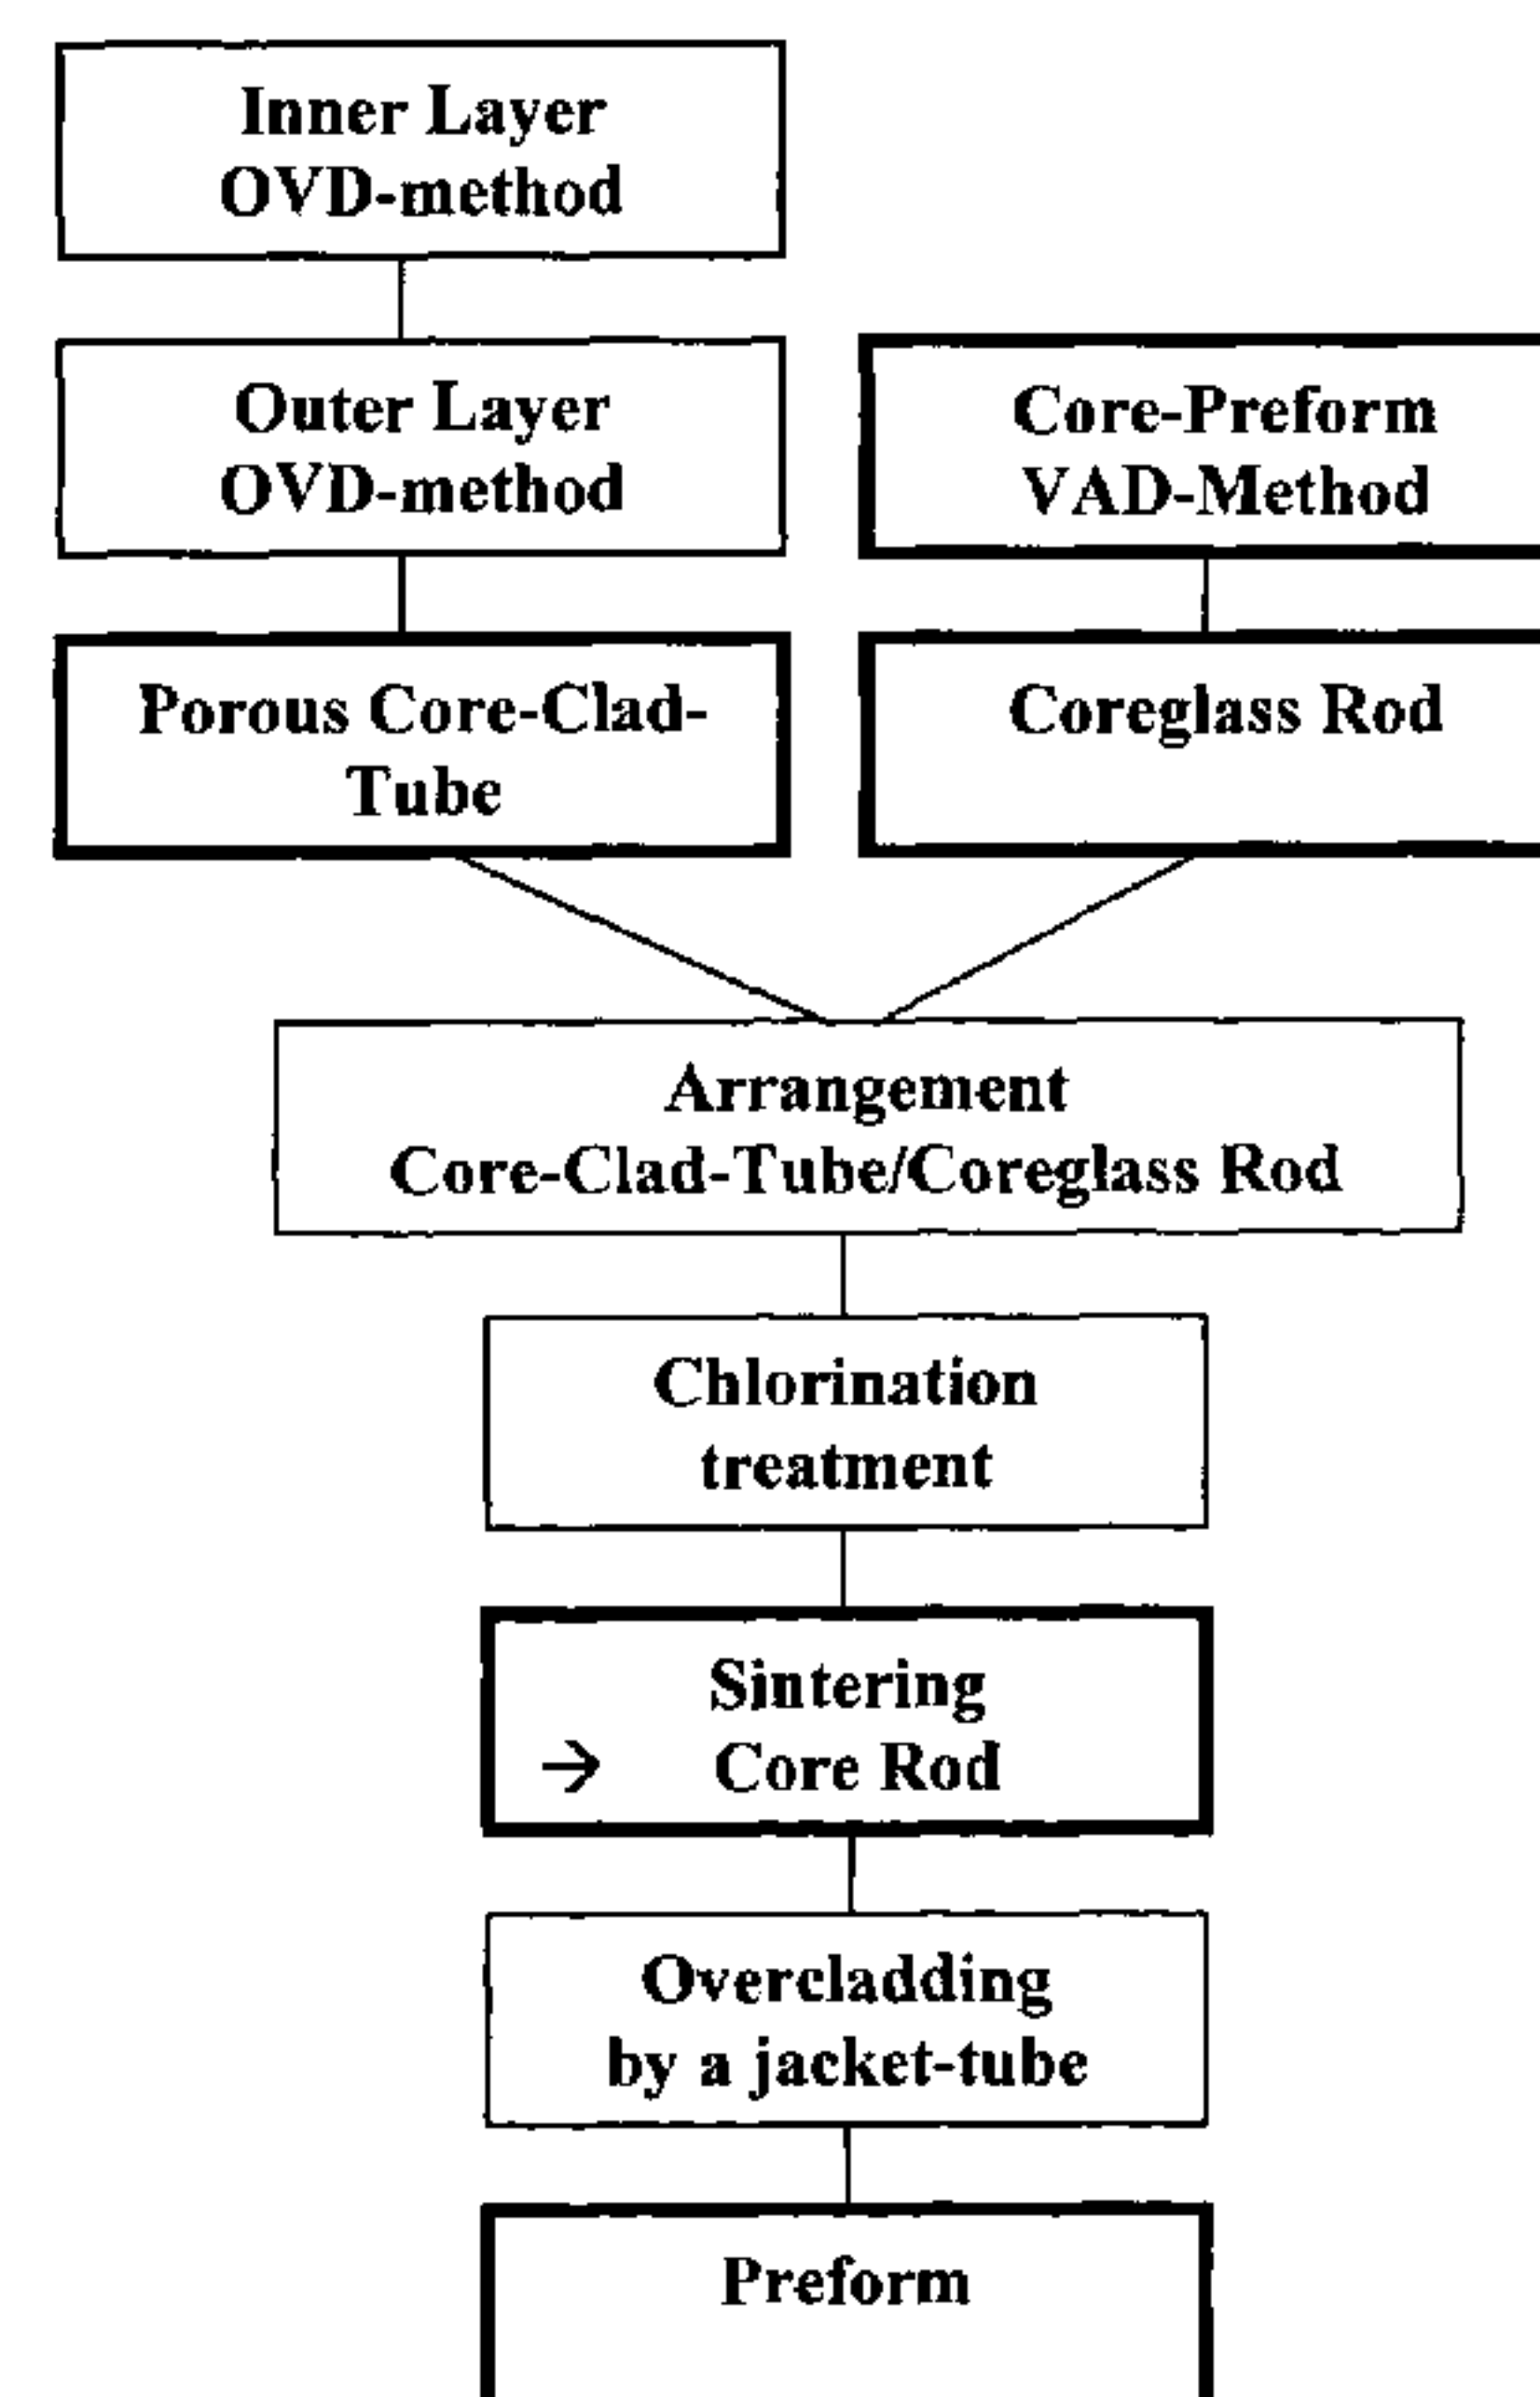 Inner Layer
OVD-method
Outer Layer
OVD-method
Core-Preform
VAD-Method
Porous Core-Clad-
Tube
Coreglass Rod
Arrangement
Core-Clad-Tube/Coreglass Rod
Chlorination
treatment
Sintering
→ Core Rod
Overcladding
by a jacket-tube
Preform